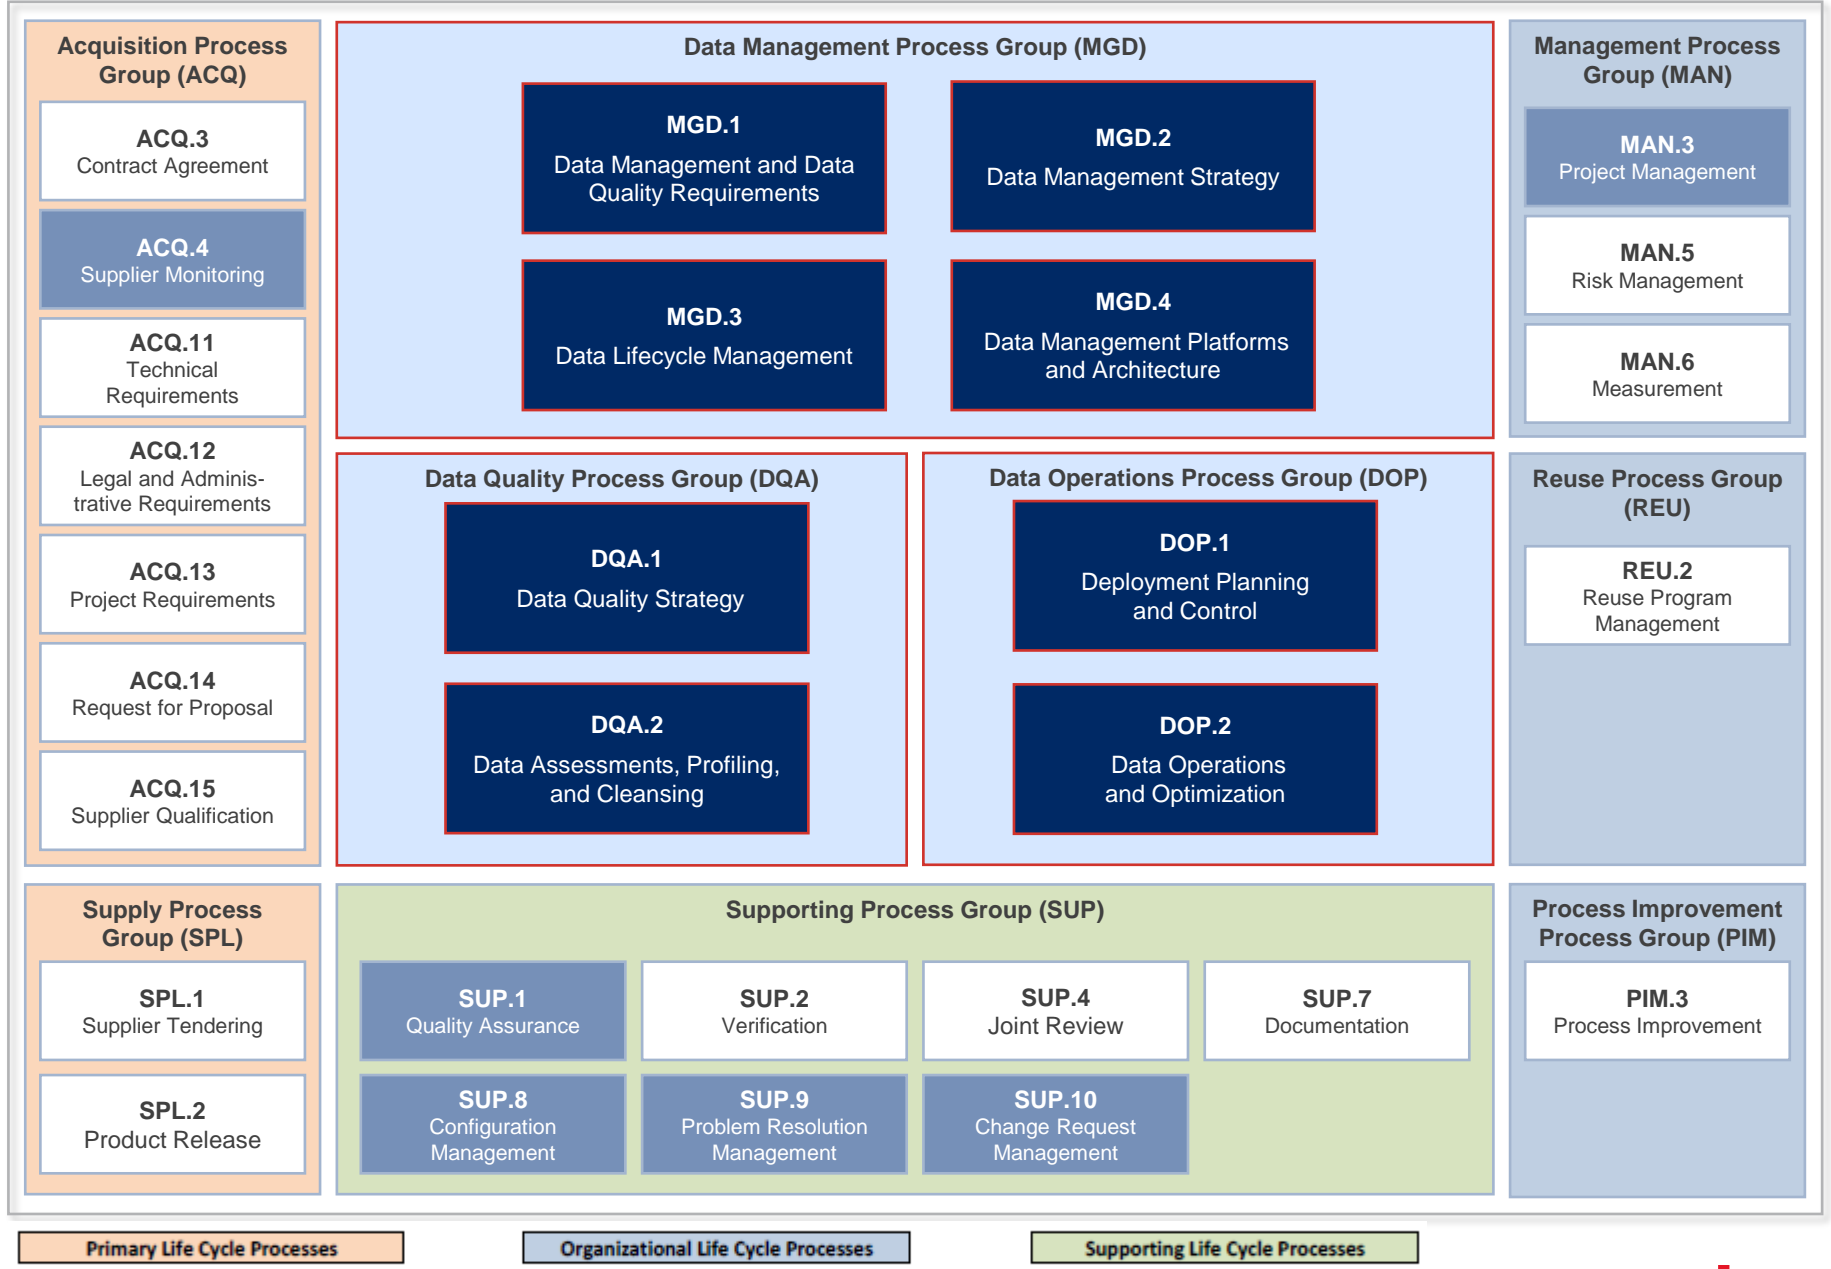 Acquisition Process
Group (ACQ)
ACQ.3
Contract Agreement
ACQ.4
Supplier Monitoring
ACQ.11
Technical
Requirements
ACQ.12
Legal and Adminis-
trative Requirements
ACQ.13
Project Requirements
ACQ.14
Request for Proposal
ACQ.15
Supplier Qualification
Data Management Process Group (MGD)
MGD.1
Data Management and Data
Quality Requirements
MGD.2
Data Management Strategy
MGD.3
Data Lifecycle Management
MGD.4
Data Management Platforms
and Architecture
Management Process
Group (MAN)
MAN.3
Project Management
MAN.5
Risk Management
MAN.6
Measurement
Data Quality Process Group (DQA)
DQA.1
Data Quality Strategy
DQA.2
Data Assessments, Profiling,
and Cleansing
Data Operations Process Group (DOP)
DOP.1
Deployment Planning
and Control
DOP.2
Data Operations
and Optimization
Reuse Process Group
(REU)
REU.2
Reuse Program
Management
Supply Process
Group (SPL)
SPL.1
Supplier Tendering
SPL.2
Product Release
Supporting Process Group (SUP)
SUP.1
Quality Assurance
SUP.2
Verification
SUP.4
Joint Review
SUP.7
Documentation
SUP.8
Configuration
Management
SUP.9
Problem Resolution
Management
SUP.10
Change Request
Management
Process Improvement
Process Group (PIM)
PIM.3
Process Improvement
Primary Life Cycle Processes
Organizational Life Cycle Processes
Supporting Life Cycle Processes